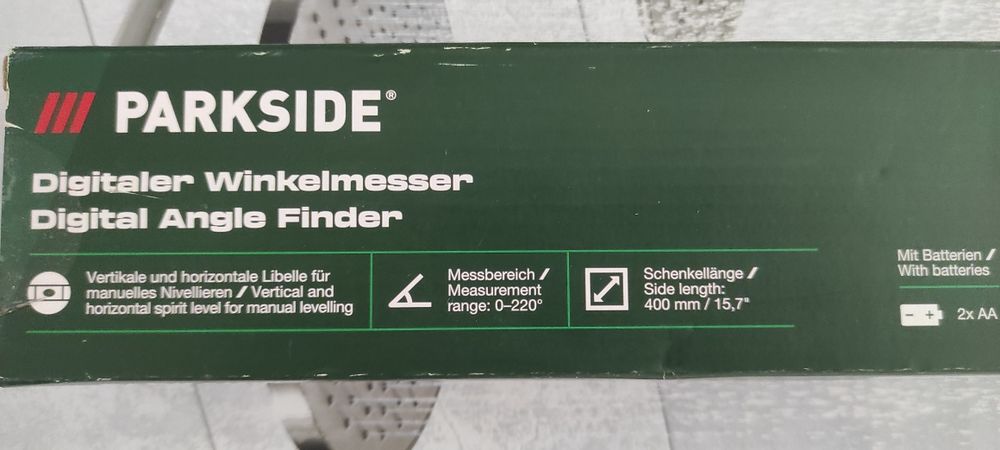 PARKSIDE®
Digitaler Winkelmesser
Digital Angle Finder
Vertikale und horizontale Libelle für
manuelles Nivellieren / Vertical and
horizontal spirit level for manual levelling
Messbereich /
Measurement
range: 0–220°
Schenkellänge /
Side length:
400 mm / 15,7"
Mit Batterien /
With batteries
2x AA